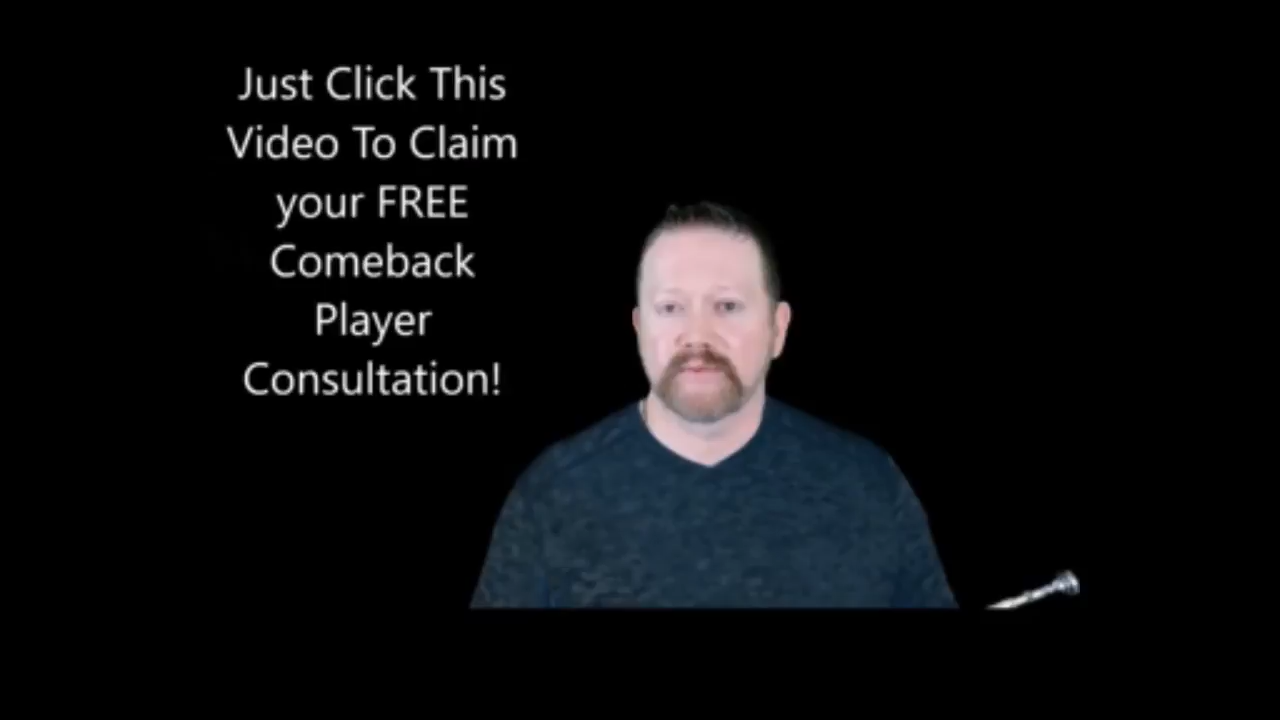 Just Click This
Video To Claim
your FREE
Comeback
Player
Consultation!